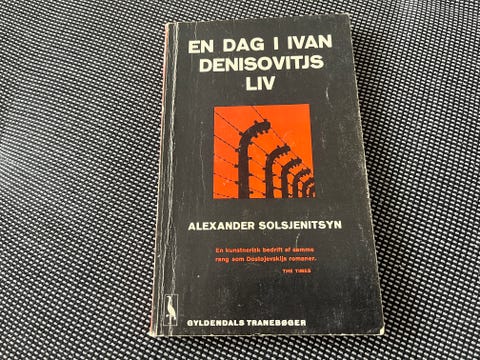 EN DAG I IVAN
DENISOVITJS
LIV
ALEXANDER SOLSJENITSYN
En kunstnerisk bedrift af samme
rang som Dostojevskijs romaner.
THE TIMES
GYLDENDALS TRANEBØGER